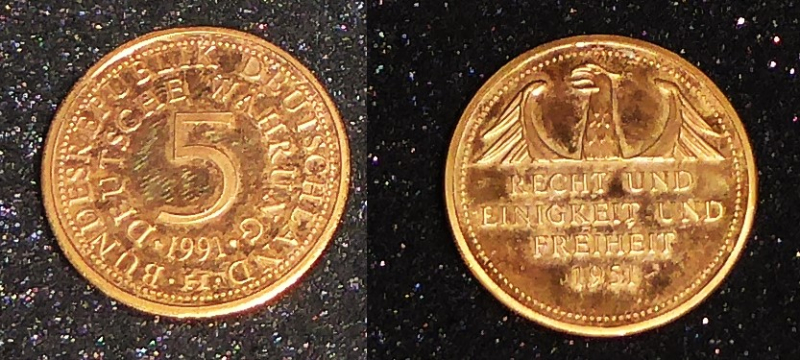 BUNDESREPUBLIK DEUTSCHLAND
DEUTSCHE WÄHRUNG
5
· 1991 ·
RECHT UND
EINIGKEIT UND
FREIHEIT
1951